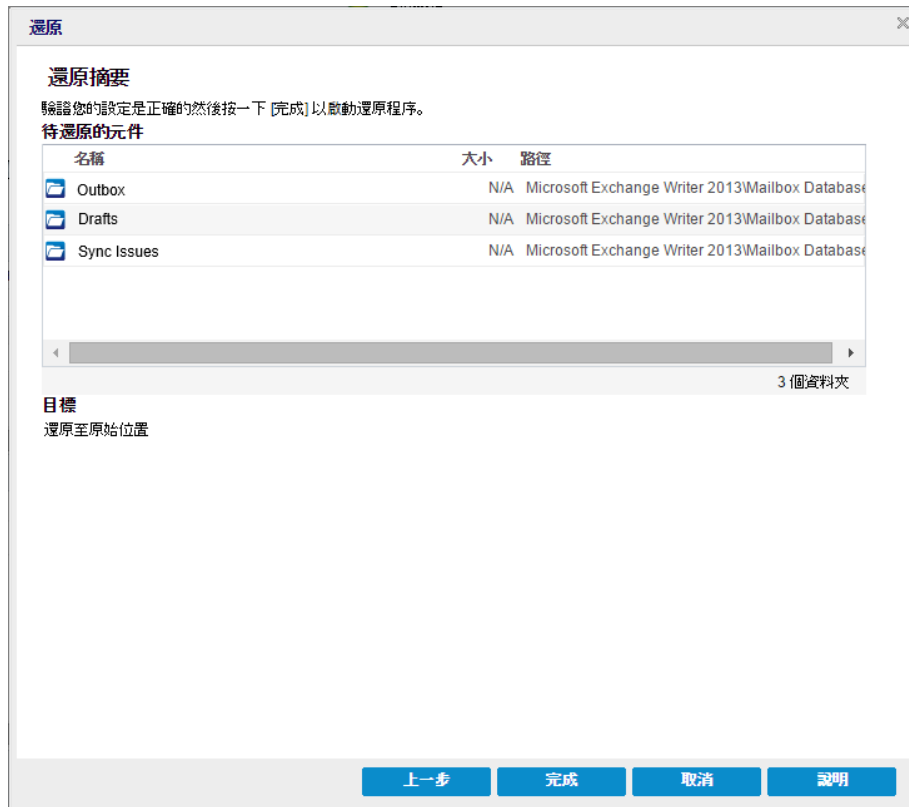 還原
還原摘要
驗證您的設定是正確的然後按一下 [完成] 以啟動還原程序。
待還原的元件
名稱 大小 路徑
Outbox N/A Microsoft Exchange Writer 2013\Mailbox Database
Drafts N/A Microsoft Exchange Writer 2013\Mailbox Database
Sync Issues N/A Microsoft Exchange Writer 2013\Mailbox Database
3 個資料夾
目標
還原至原始位置
上一步 完成 取消 說明